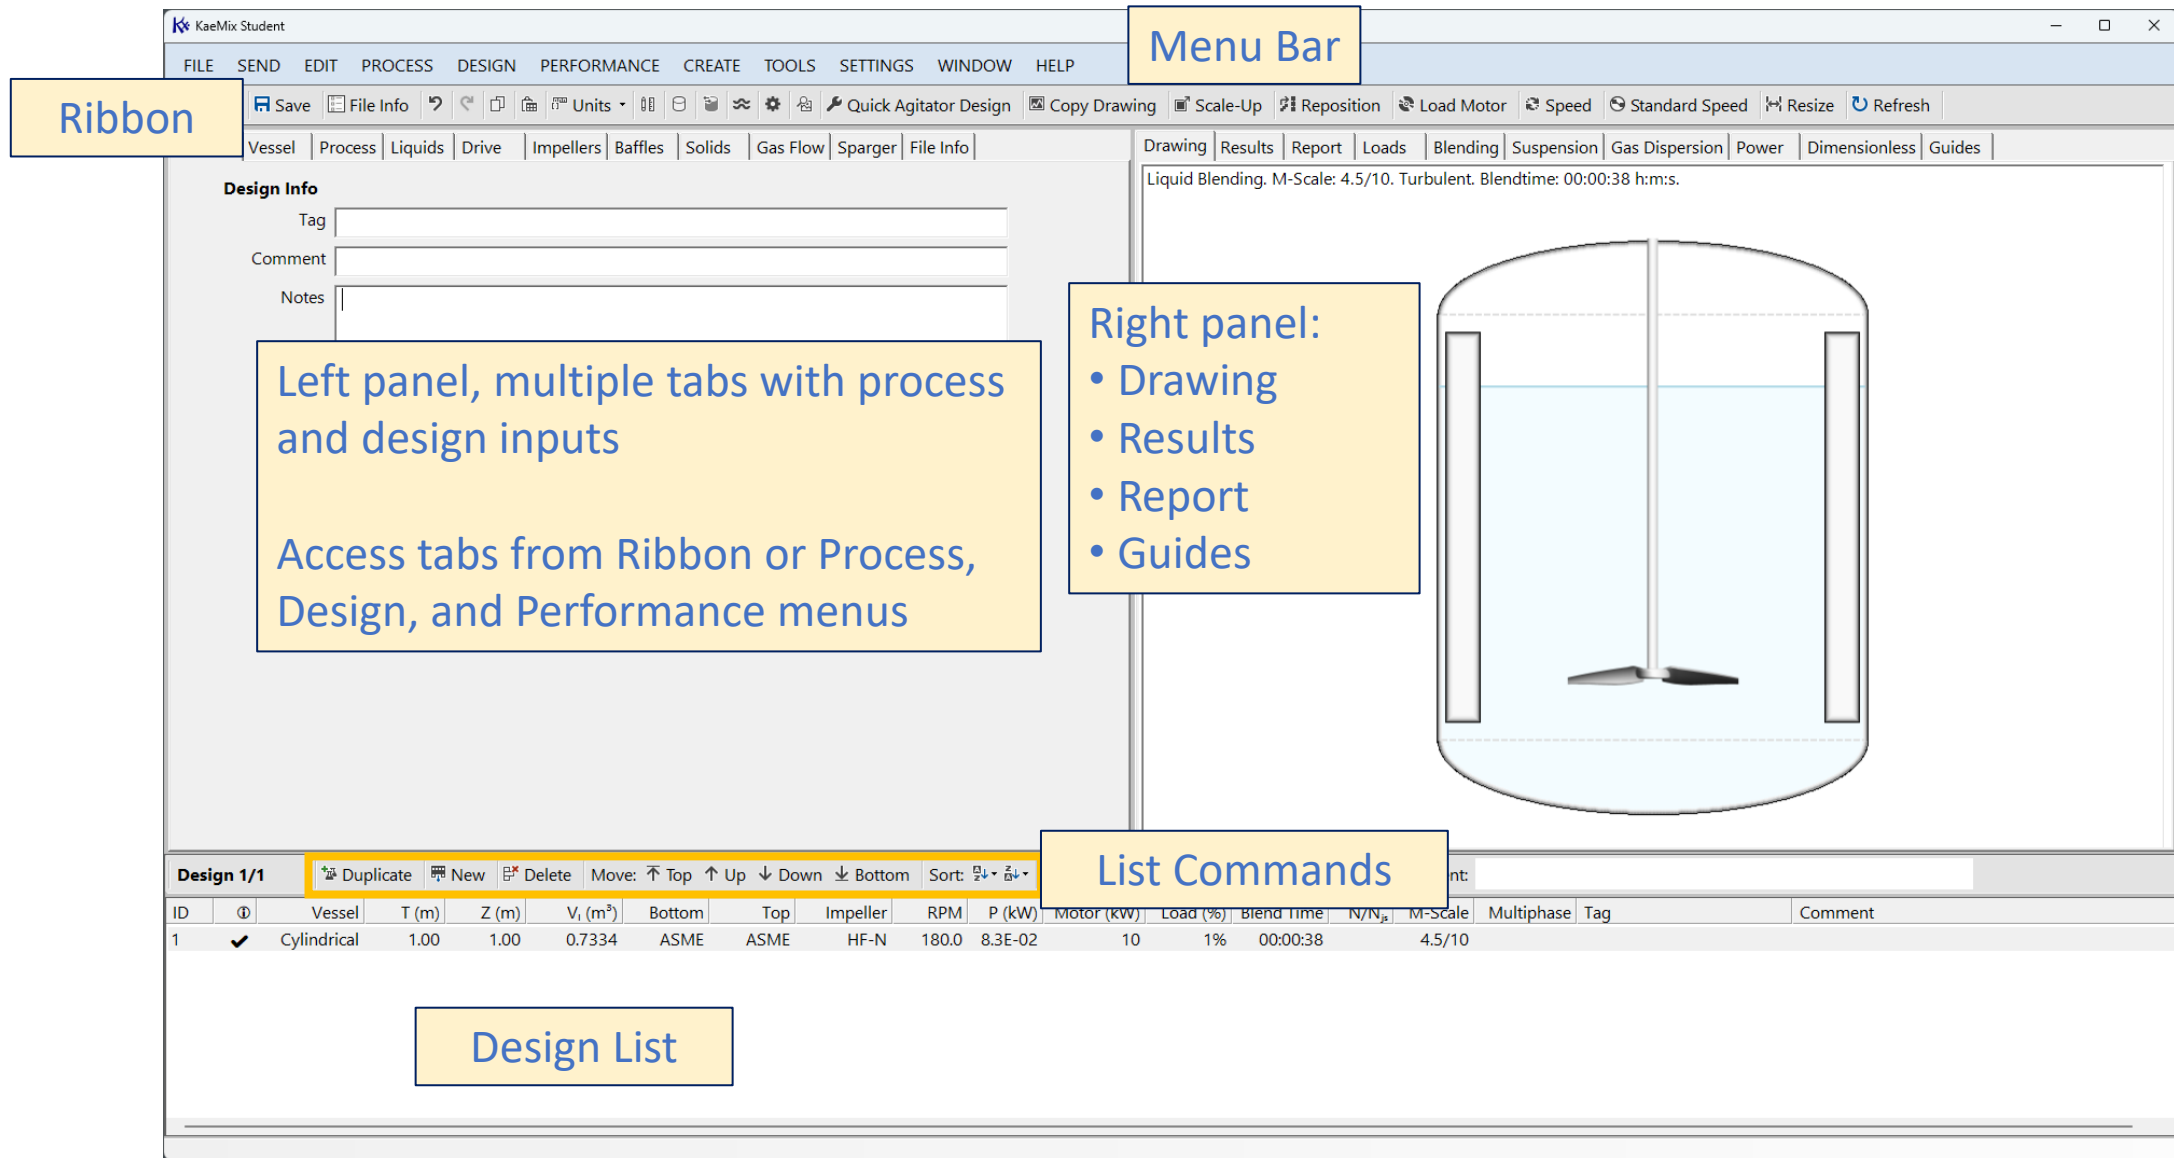 KaeMix Student
Menu Bar
FILE SEND EDIT PROCESS DESIGN PERFORMANCE CREATE TOOLS SETTINGS WINDOW HELP
Ribbon
Save File Info Units Quick Agitator Design Copy Drawing Scale-Up Reposition Load Motor Speed Standard Speed Resize Refresh
Vessel Process Liquids Drive Impellers Baffles Solids Gas Flow Sparger File Info
Drawing Results Report Loads Blending Suspension Gas Dispersion Power Dimensionless Guides
Liquid Blending. M-Scale: 4.5/10. Turbulent. Blendtime: 00:00:38 h:m:s.
Design Info
Tag
Comment
Notes
Left panel, multiple tabs with process
and design inputs
Access tabs from Ribbon or Process,
Design, and Performance menus
Right panel:
• Drawing
• Results
• Report
• Guides
Design 1/1 Duplicate New Delete Move: Top Up Down Bottom Sort:
List Commands
nt:
ID Vessel T (m) Z (m) Vₗ (m³) Bottom Top Impeller RPM P (kW) Motor (kW) Load (%) Blend Time N/Njs M-Scale Multiphase Tag Comment
1 ✔ Cylindrical 1.00 1.00 0.7334 ASME ASME HF-N 180.0 8.3E-02 10 1% 00:00:38 4.5/10
Design List